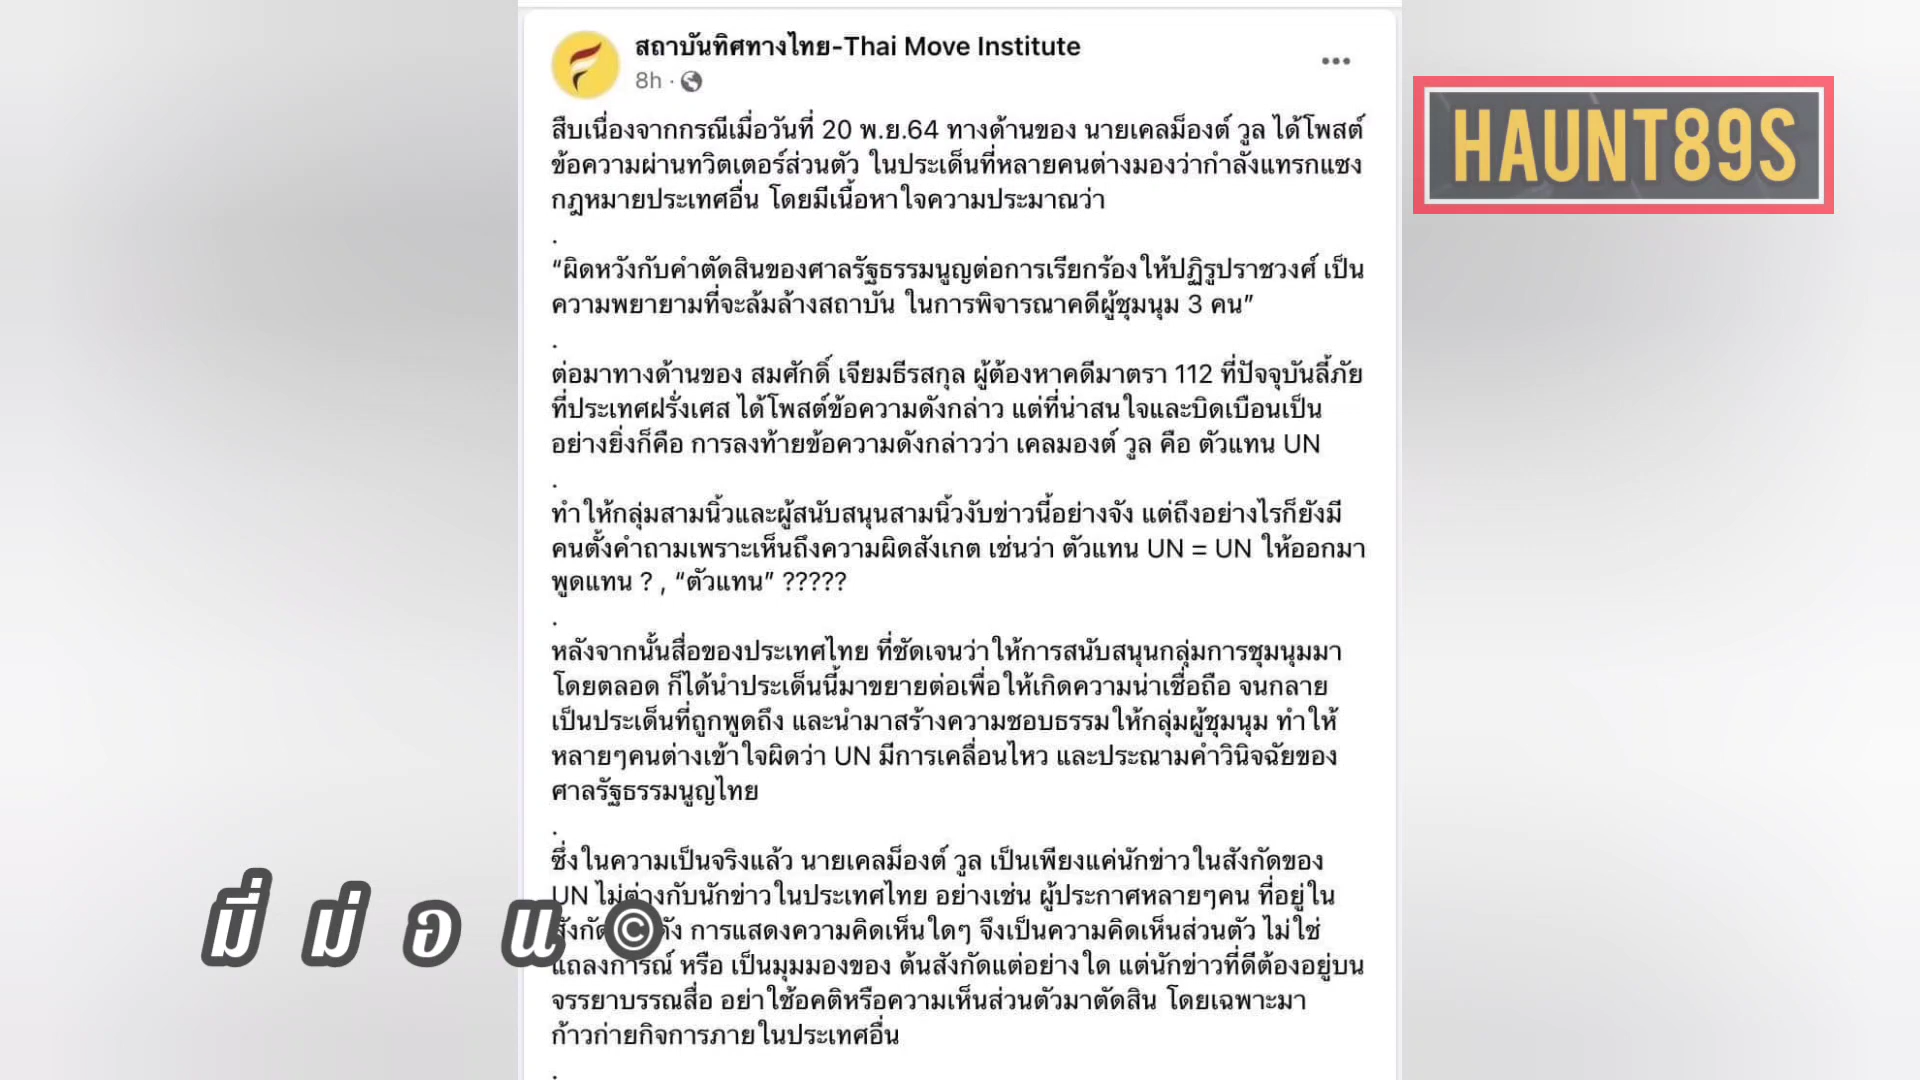 สถาบันทิศทางไทย-Thai Move Institute
8h ·
HAUNT89S
สืบเนื่องจากกรณีเมื่อวันที่ 20 พ.ย.64 ทางด้านของ นายเคลม็องต์ วูล ได้โพสต์
ข้อความผ่านทวิตเตอร์ส่วนตัว ในประเด็นที่หลายคนต่างมองว่ากำลังแทรกแซง
กฎหมายประเทศอื่น โดยมีเนื้อหาใจความประมาณว่า
.
“ผิดหวังกับคำตัดสินของศาลรัฐธรรมนูญต่อการเรียกร้องให้ปฏิรูปราชวงศ์ เป็น
ความพยายามที่จะล้มล้างสถาบัน ในการพิจารณาคดีผู้ชุมนุม 3 คน”
.
ต่อมาทางด้านของ สมศักดิ์ เจียมธีรสกุล ผู้ต้องหาคดีมาตรา 112 ที่ปัจจุบันลี้ภัย
ที่ประเทศฝรั่งเศส ได้โพสต์ข้อความดังกล่าว แต่ที่น่าสนใจและบิดเบือนเป็น
อย่างยิ่งก็คือ การลงท้ายข้อความดังกล่าวว่า เคลมองต์ วูล คือ ตัวแทน UN
.
ทำให้กลุ่มสามนิ้วและผู้สนับสนุนสามนิ้วงับข่าวนี้อย่างจัง แต่ถึงอย่างไรก็ยังมี
คนตั้งคำถามเพราะเห็นถึงความผิดสังเกต เช่นว่า ตัวแทน UN = UN ให้ออกมา
พูดแทน ? , “ตัวแทน” ?????
.
หลังจากนั้นสื่อของประเทศไทย ที่ชัดเจนว่าให้การสนับสนุนกลุ่มการชุมนุมมา
โดยตลอด ก็ได้นำประเด็นนี้มาขยายต่อเพื่อให้เกิดความน่าเชื่อถือ จนกลาย
เป็นประเด็นที่ถูกพูดถึง และนำมาสร้างความชอบธรรมให้กลุ่มผู้ชุมนุม ทำให้
หลายๆคนต่างเข้าใจผิดว่า UN มีการเคลื่อนไหว และประณามคำวินิจฉัยของ
ศาลรัฐธรรมนูญไทย
.
ซึ่งในความเป็นจริงแล้ว นายเคลม็องต์ วูล เป็นเพียงแค่นักข่าวในสังกัดของ
UN ไม่ต่างกับนักข่าวในประเทศไทย อย่างเช่น ผู้ประกาศหลายๆคน ที่อยู่ใน
การแสดงความคิดเห็นใดๆ จึงเป็นความคิดเห็นส่วนตัว ไม่ใช่
แถลงการณ์ หรือ เป็นมุมมองของ ต้นสังกัดแต่อย่างใด แต่นักข่าวที่ดีต้องอยู่บน
จรรยาบรรณสื่อ อย่าใช้อคติหรือความเห็นส่วนตัวมาตัดสิน โดยเฉพาะมา
ก้าวก่ายกิจการภายในประเทศอื่น
.
มี่ ม่ อ น ©